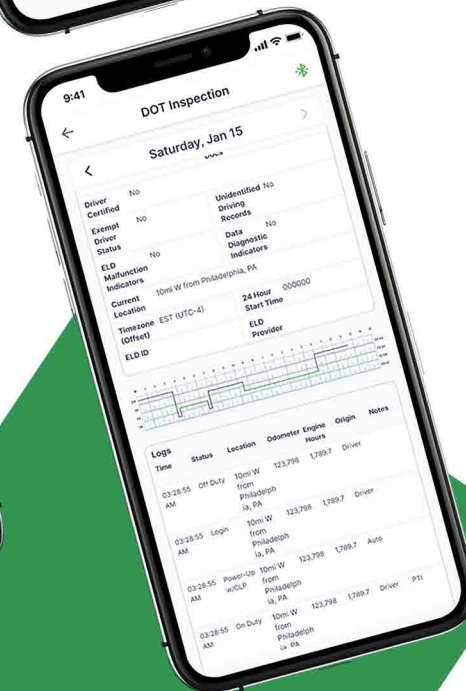 9:41
DOT Inspection
Saturday, Jan 15
Driver Certified No
Exempt Driver Status No
Unidentified Driving Records No
ELD Malfunction Indicators No
Data Diagnostic Indicators No
Current Location 10mi W from Philadelphia, PA
Timezone (Offset) EST (UTC-4)
24 Hour Start Time 000000
ELD ID
ELD Provider
Logs
Time Status Location Odometer Engine Hours Origin Notes
03:28:55 AM Off Duty 10mi W from Philadelphia, PA 123,798 1,789.7 Driver
03:28:55 AM Login 10mi W from Philadelphia, PA 123,798 1,789.7 Driver
03:28:55 AM Power-Up w/CLP 10mi W from Philadelphia, PA 123,798 1,789.7 Auto
03:28:55 AM On Duty 10mi W from Philadelphia, PA 123,798 1,789.7 Driver PTI